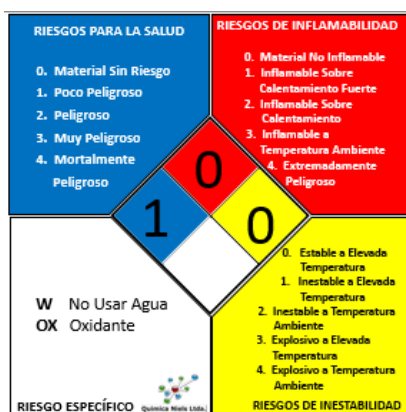 RIESGOS PARA LA SALUD
0. Material Sin Riesgo
1. Poco Peligroso
2. Peligroso
3. Muy Peligroso
4. Mortalmente
Peligroso
RIESGOS DE INFLAMABILIDAD
0. Material No Inflamable
1. Inflamable Sobre
Calentamiento Fuerte
2. Inflamable Sobre
Calentamiento
3. Inflamable a
Temperatura Ambiente
4. Extremadamente
Peligroso
0
1
0
W No Usar Agua
OX Oxidante
RIESGO ESPECÍFICO
Química Niels Ltda.
0. Estable a Elevada
Temperatura
1. Inestable a Elevada
Temperatura
2. Inestable a Temperatura
Ambiente
3. Explosivo a Elevada
Temperatura
4. Explosivo a Temperatura
Ambiente
RIESGOS DE INESTABILIDAD